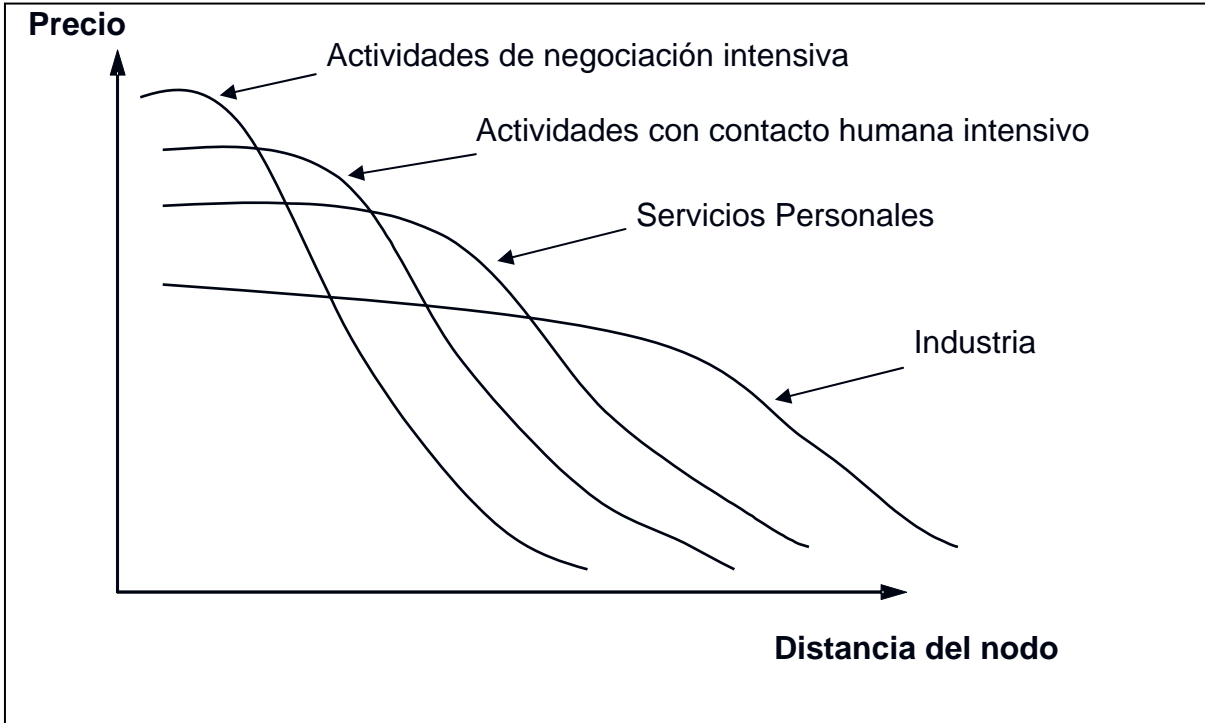 Precio
Actividades de negociación intensiva
Actividades con contacto humana intensivo
Servicios Personales
Industria
Distancia del nodo